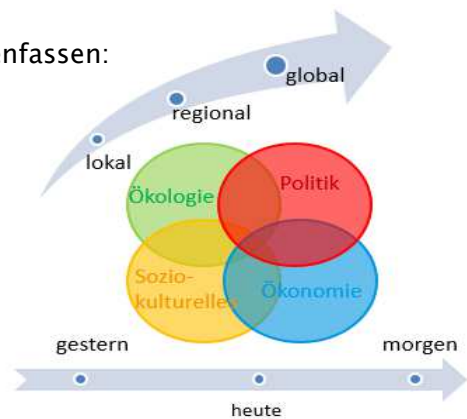 nfassen:
global
regional
lokal
Ökologie
Politik
Sozio-
kulturelles
Ökonomie
gestern
morgen
heute